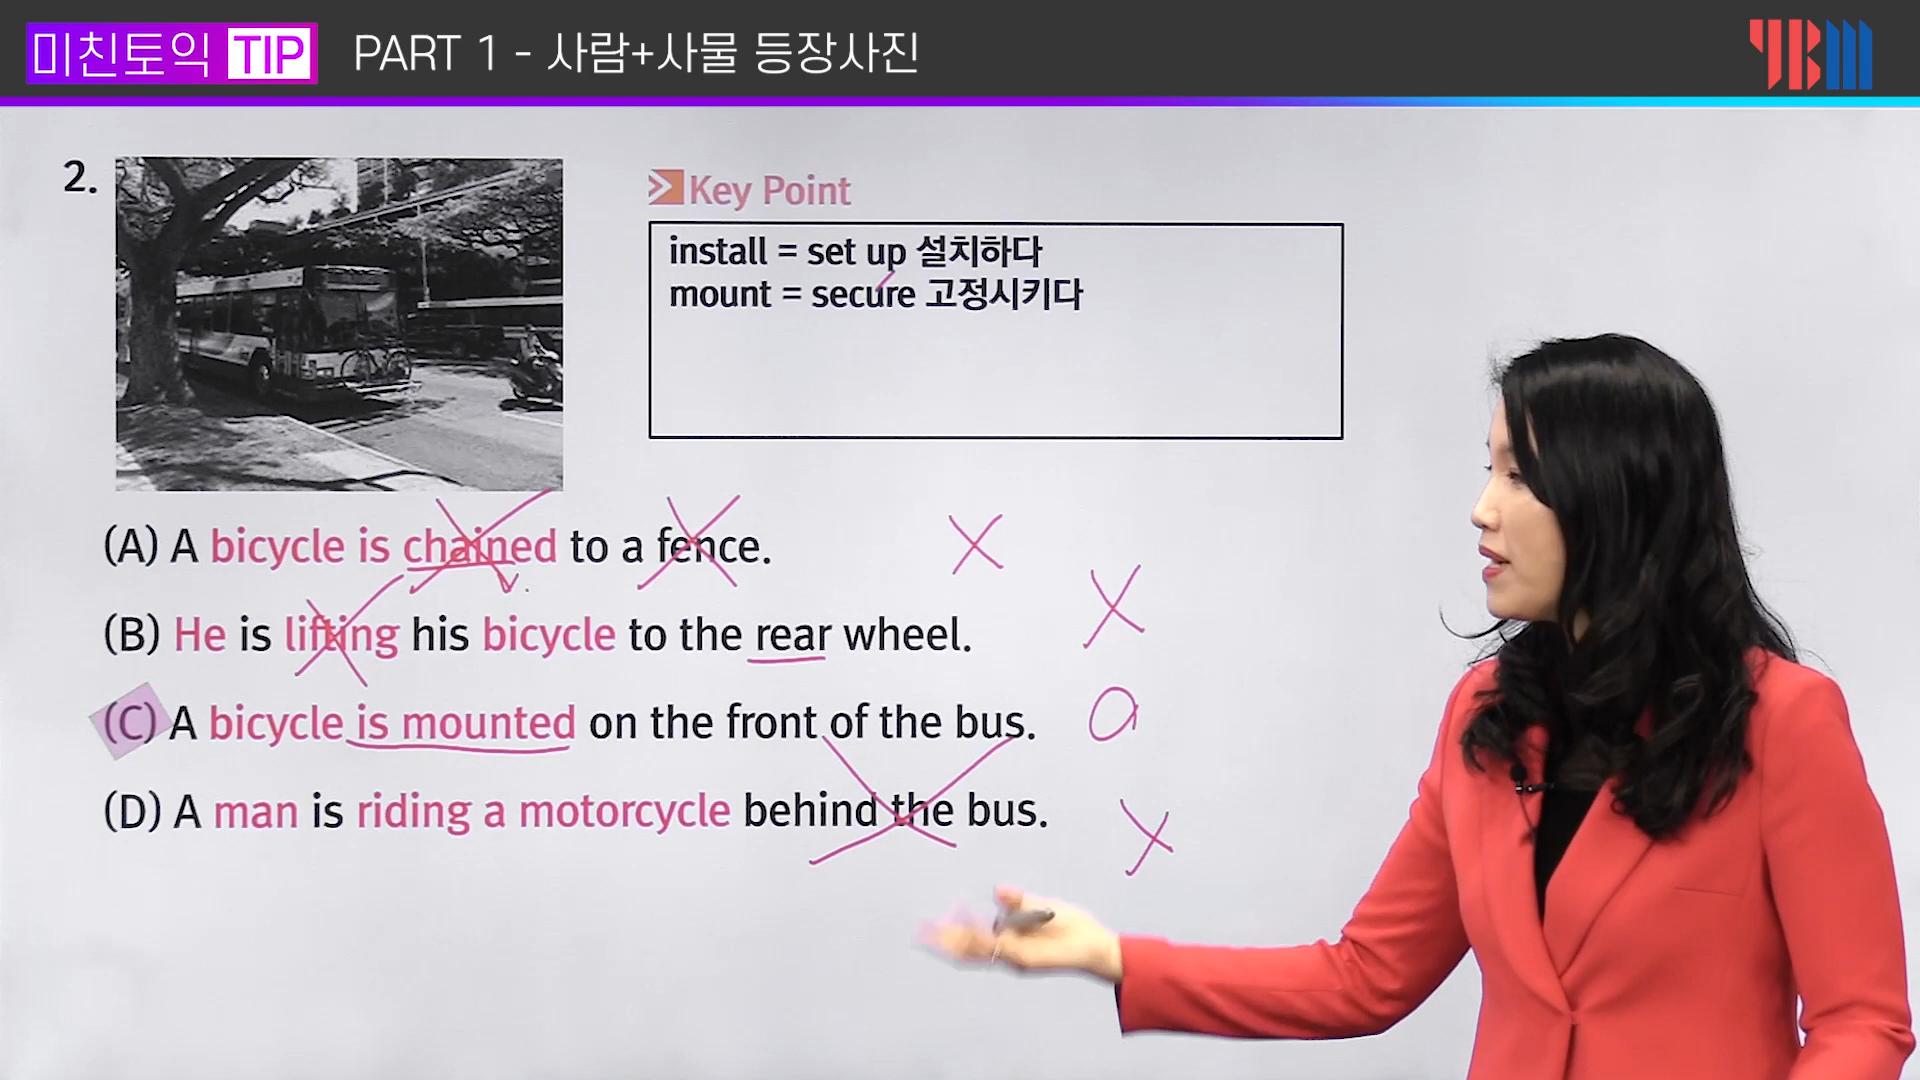 미친토익 TIP PART 1 - 사람+사물 등장사진 YBM
2.
Key Point
install = set up 설치하다
mount = secure 고정시키다
(A) A bicycle is chained to a fence. X
(B) He is lifting his bicycle to the rear wheel. X
(C) A bicycle is mounted on the front of the bus. O
(D) A man is riding a motorcycle behind the bus. X